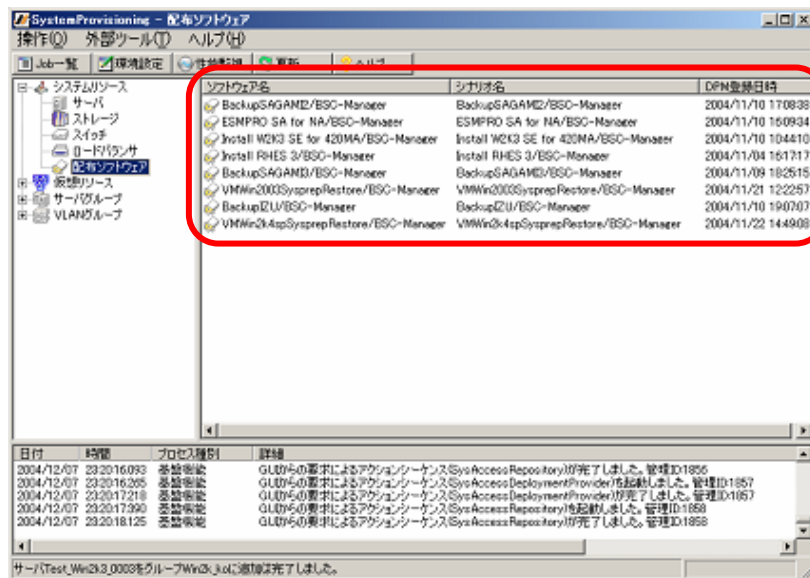 SystemProvisioning - 配布ソフトウェア
操作(O) 外部ツール(T) ヘルプ(H)
Job一覧 環境設定 性能監視 更新 ヘルプ
システムリソース
サーバ
ストレージ
スイッチ
ロードバランサ
配布ソフトウェア
仮想リソース
サーバグループ
VLANグループ
ソフトウェア名 シナリオ名 DPM登録日時
BackupSAGAMI2/BSC-Manager BackupSAGAMI2/BSC-Manager 2004/11/10 17:08:38
ESMPRO SA for NA/BSC-Manager ESMPRO SA for NA/BSC-Manager 2004/11/10 16:09:34
Install W2K3 SE for 420MA/BSC-Manager Install W2K3 SE for 420MA/BSC-Manager 2004/11/10 10:44:10
Install RHES 3/BSC-Manager Install RHES 3/BSC-Manager 2004/11/04 16:17:17
BackupSAGAMI3/BSC-Manager BackupSAGAMI3/BSC-Manager 2004/11/09 18:25:15
VMWin2003SysprepRestore/BSC-Manager VMWin2003SysprepRestore/BSC-Manager 2004/11/21 12:22:57
BackupIZU/BSC-Manager BackupIZU/BSC-Manager 2004/11/10 19:07:07
VMWin2k4spSysprepRestore/BSC-Manager VMWin2k4spSysprepRestore/BSC-Manager 2004/11/22 14:49:08
日付 時間 プロセス種別 詳細
2004/12/07 23:20:16.093 基盤機能 GUIからの要求によるアクションシーケンス(SysAccessRepository)が完了しました。管理ID:1856
2004/12/07 23:20:16.265 基盤機能 GUIからの要求によるアクションシーケンス(SysAccessDeploymentProvider)を起動しました。管理ID:1857
2004/12/07 23:20:17.218 基盤機能 GUIからの要求によるアクションシーケンス(SysAccessDeploymentProvider)が完了しました。管理ID:1857
2004/12/07 23:20:17.390 基盤機能 GUIからの要求によるアクションシーケンス(SysAccessRepository)を起動しました。管理ID:1858
2004/12/07 23:20:18.125 基盤機能 GUIからの要求によるアクションシーケンス(SysAccessRepository)が完了しました。管理ID:1858
サーバTest_Win2k3_0003をグループWin2k_kolに追加は完了しました。